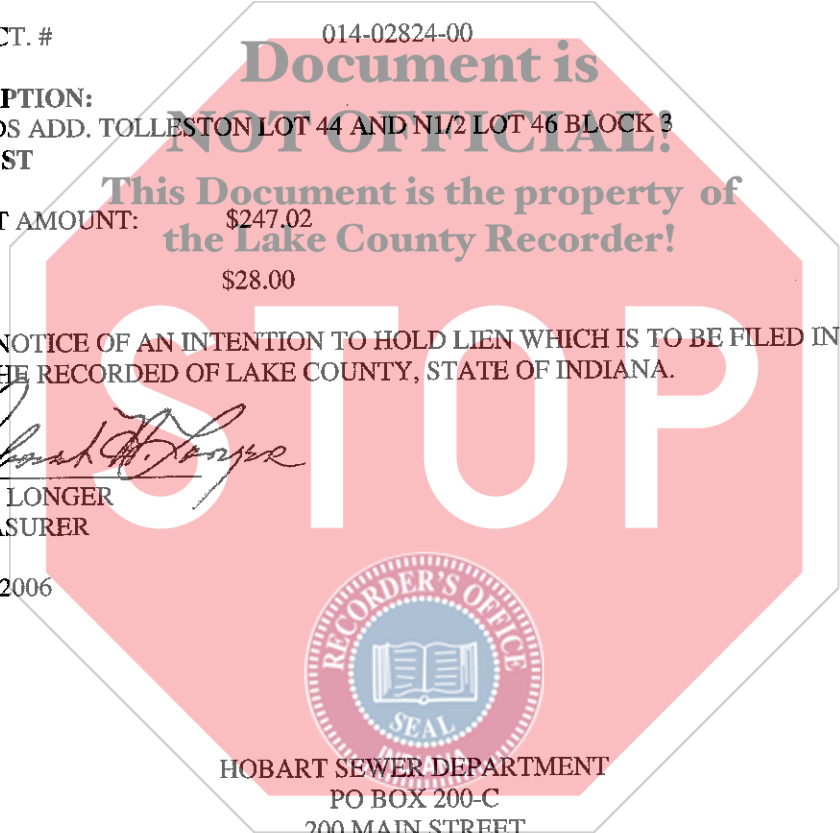 CT. # 014-02824-00
Document is
PTION:
DS ADD. TOLLESTON LOT 44 AND N1/2 LOT 46 BLOCK 3
NOT OFFICIAL!
ST
This Document is the property of
T AMOUNT: $247.02
the Lake County Recorder!
$28.00
NOTICE OF AN INTENTION TO HOLD LIEN WHICH IS TO BE FILED IN
HE RECORDED OF LAKE COUNTY, STATE OF INDIANA.
STOP
LONGER
ASURER
2006
RECORDER'S OFFICE
SEAL
INDIANA
HOBART SEWER DEPARTMENT
PO BOX 200-C
200 MAIN STREET